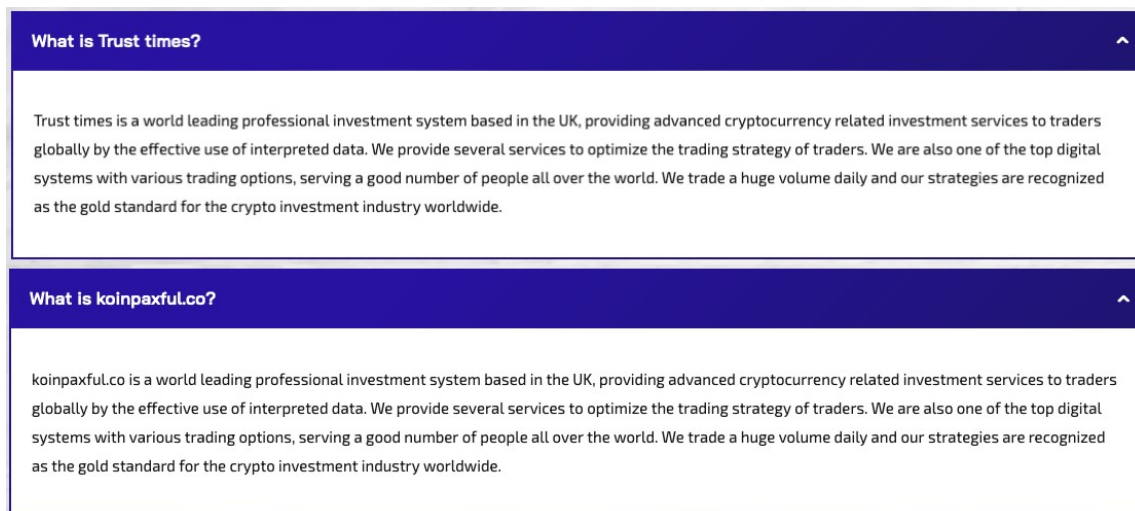 What is Trust times?
Trust times is a world leading professional investment system based in the UK, providing advanced cryptocurrency related investment services to traders
globally by the effective use of interpreted data. We provide several services to optimize the trading strategy of traders. We are also one of the top digital
systems with various trading options, serving a good number of people all over the world. We trade a huge volume daily and our strategies are recognized
as the gold standard for the crypto investment industry worldwide.
What is koinpaxful.co?
koinpaxful.co is a world leading professional investment system based in the UK, providing advanced cryptocurrency related investment services to traders
globally by the effective use of interpreted data. We provide several services to optimize the trading strategy of traders. We are also one of the top digital
systems with various trading options, serving a good number of people all over the world. We trade a huge volume daily and our strategies are recognized
as the gold standard for the crypto investment industry worldwide.